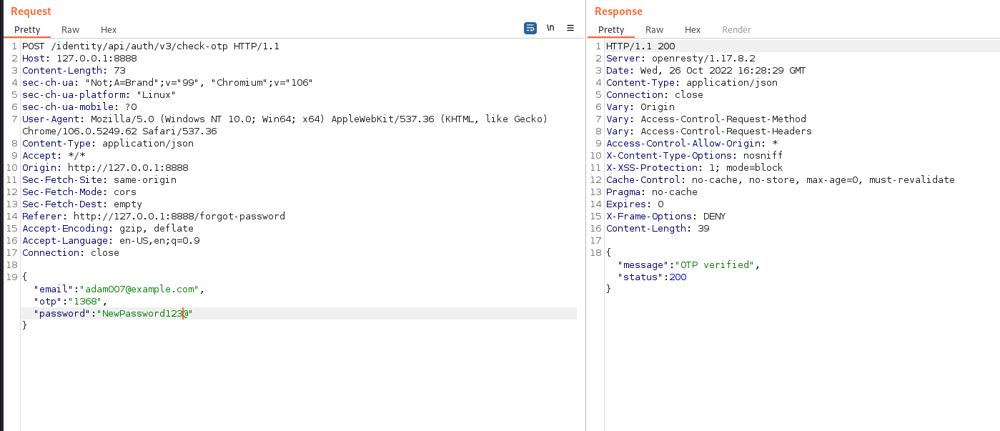 Request
Pretty Raw Hex \n
1 POST /identity/api/auth/v3/check-otp HTTP/1.1
2 Host: 127.0.0.1:8888
3 Content-Length: 73
4 sec-ch-ua: "Not;A=Brand";v="99", "Chromium";v="106"
5 sec-ch-ua-platform: "Linux"
6 sec-ch-ua-mobile: ?0
7 User-Agent: Mozilla/5.0 (Windows NT 10.0; Win64; x64) AppleWebKit/537.36 (KHTML, like Gecko)
Chrome/106.0.5249.62 Safari/537.36
8 Content-Type: application/json
9 Accept: */*
10 Origin: http://127.0.0.1:8888
11 Sec-Fetch-Site: same-origin
12 Sec-Fetch-Mode: cors
13 Sec-Fetch-Dest: empty
14 Referer: http://127.0.0.1:8888/forgot-password
15 Accept-Encoding: gzip, deflate
16 Accept-Language: en-US,en;q=0.9
17 Connection: close
18
19 {
"email":"adam007@example.com",
"otp":"1368",
"password":"NewPassword123@"
}
Response
Pretty Raw Hex Render
1 HTTP/1.1 200
2 Server: openresty/1.17.8.2
3 Date: Wed, 26 Oct 2022 16:28:29 GMT
4 Content-Type: application/json
5 Connection: close
6 Vary: Origin
7 Vary: Access-Control-Request-Method
8 Vary: Access-Control-Request-Headers
9 Access-Control-Allow-Origin: *
10 X-Content-Type-Options: nosniff
11 X-XSS-Protection: 1; mode=block
12 Cache-Control: no-cache, no-store, max-age=0, must-revalidate
13 Pragma: no-cache
14 Expires: 0
15 X-Frame-Options: DENY
16 Content-Length: 39
17
18 {
"message":"OTP verified",
"status":200
}